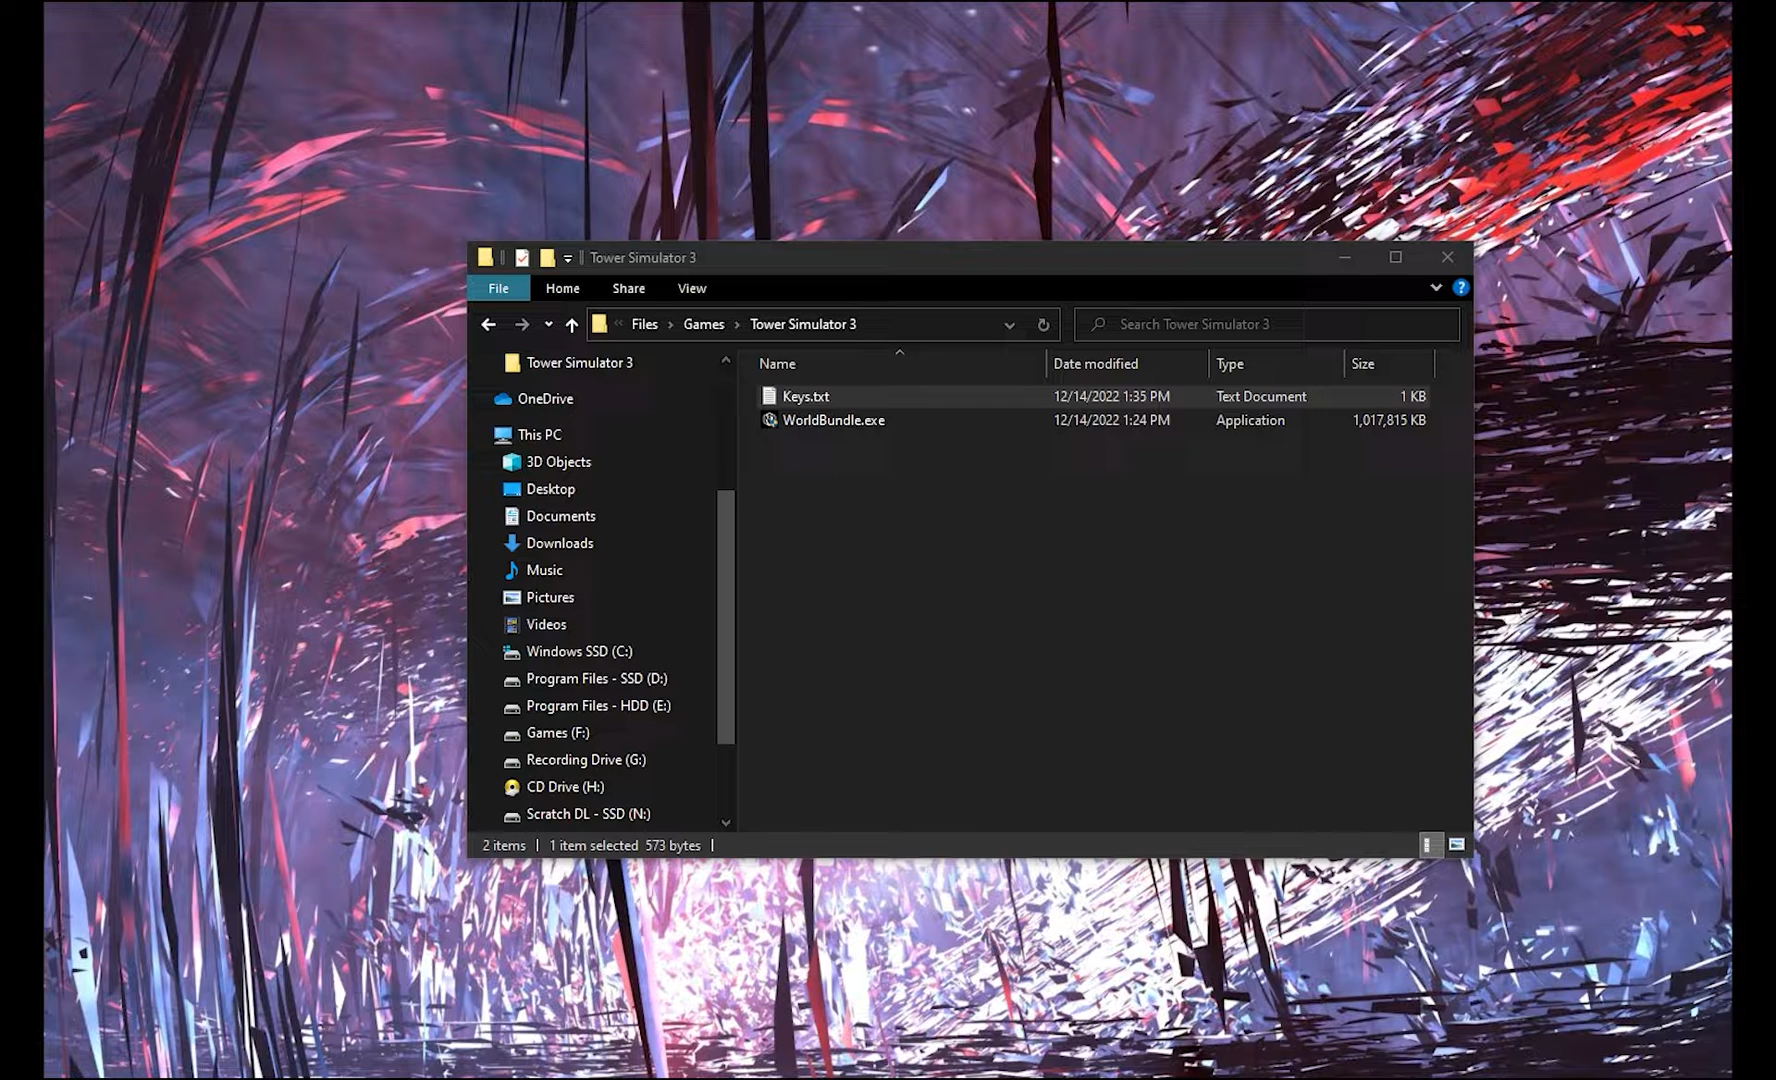 Tower Simulator 3
File Home Share View
Files Games Tower Simulator 3 Search Tower Simulator 3
Name Date modified Type Size
Keys.txt 12/14/2022 1:35 PM Text Document 1 KB
WorldBundle.exe 12/14/2022 1:24 PM Application 1,017,815 KB
Tower Simulator 3
OneDrive
This PC
3D Objects
Desktop
Documents
Downloads
Music
Pictures
Videos
Windows SSD (C:)
Program Files - SSD (D:)
Program Files - HDD (E:)
Games (F:)
Recording Drive (G:)
CD Drive (H:)
Scratch DL - SSD (N:)
2 items 1 item selected 573 bytes